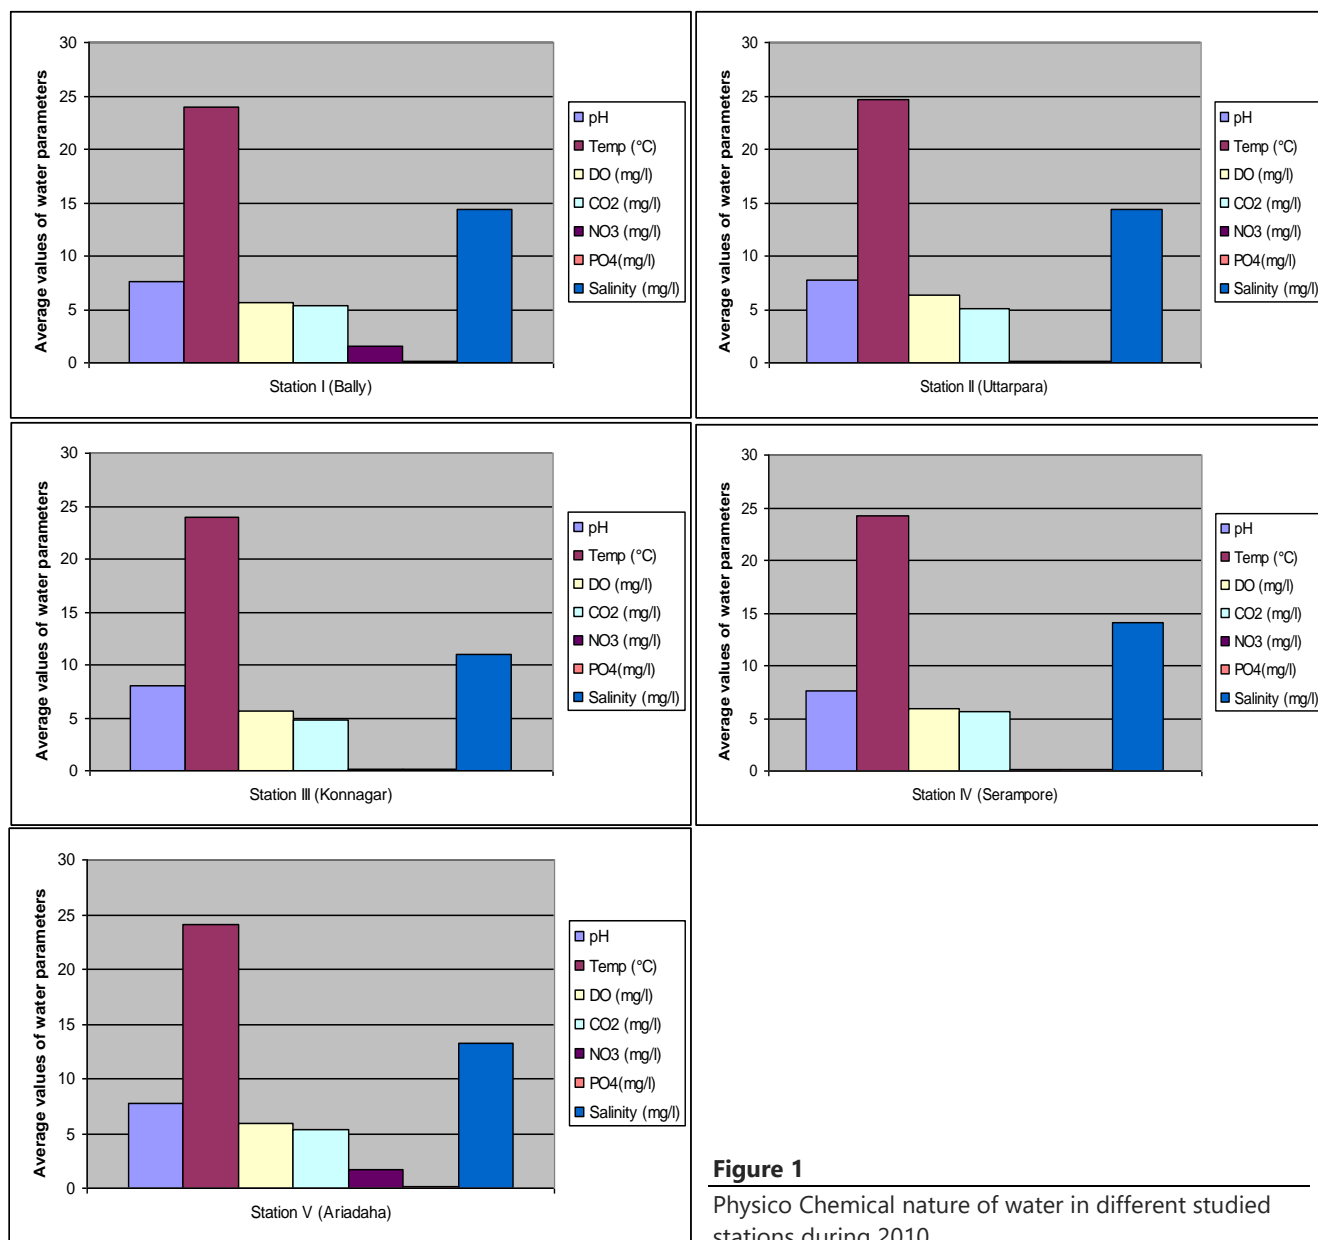 Average values of water parameters
30
25
20
15
10
5
0
Station I (Bally)
pH
Temp (°C)
DO (mg/l)
CO2 (mg/l)
NO3 (mg/l)
PO4(mg/l)
Salinity (mg/l)
Average values of water parameters
30
25
20
15
10
5
0
Station II (Uttarpara)
pH
Temp (°C)
DO (mg/l)
CO2 (mg/l)
NO3 (mg/l)
PO4(mg/l)
Salinity (mg/l)
Average values of water parameters
30
25
20
15
10
5
0
Station III (Konnagar)
pH
Temp (°C)
DO (mg/l)
CO2 (mg/l)
NO3 (mg/l)
PO4(mg/l)
Salinity (mg/l)
Average values of water parameters
30
25
20
15
10
5
0
Station IV (Serampore)
pH
Temp (°C)
DO (mg/l)
CO2 (mg/l)
NO3 (mg/l)
PO4(mg/l)
Salinity (mg/l)
Average values of water parameters
30
25
20
15
10
5
0
Station V (Ariadaha)
pH
Temp (°C)
DO (mg/l)
CO2 (mg/l)
NO3 (mg/l)
PO4(mg/l)
Salinity (mg/l)
Figure 1
Physico Chemical nature of water in different studied
stations during 2010